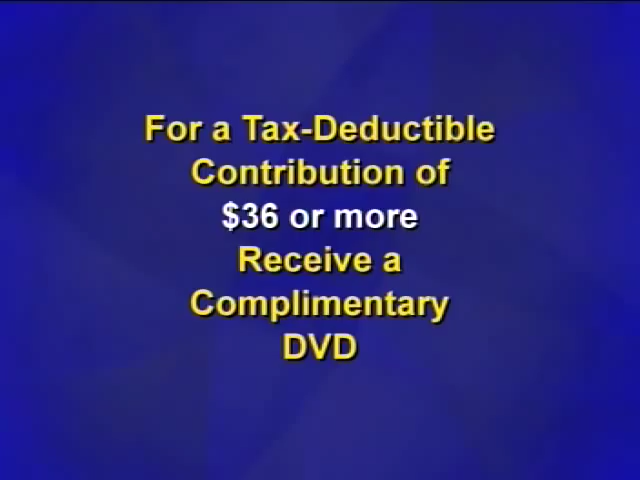 For a Tax-Deductible
Contribution of
$36 or more
Receive a
Complimentary
DVD